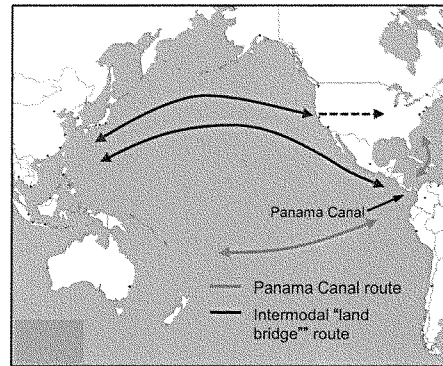 Panama Canal
Panama Canal route
Intermodal "land
bridge"" route